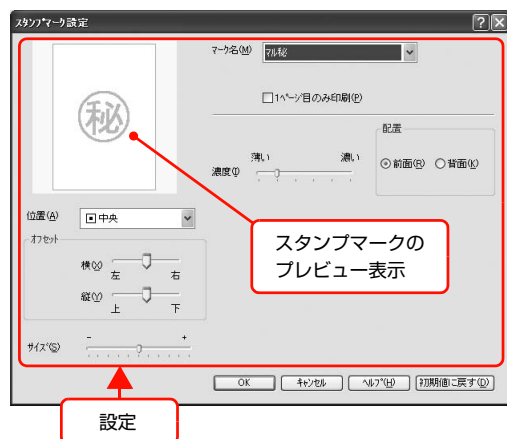 スタンプマーク設定
マーク名(M) マル秘
1ページ目のみ印刷(P)
秘
配置
薄い 濃い
濃度(I)
前面(R) 背面(K)
位置(A) 中央
オフセット
横(X)
左 右
縦(Y)
上 下
スタンプマークの
プレビュー表示
サイズ(S) - +
OK キャンセル ヘルプ(H) 初期値に戻す(D)
設定